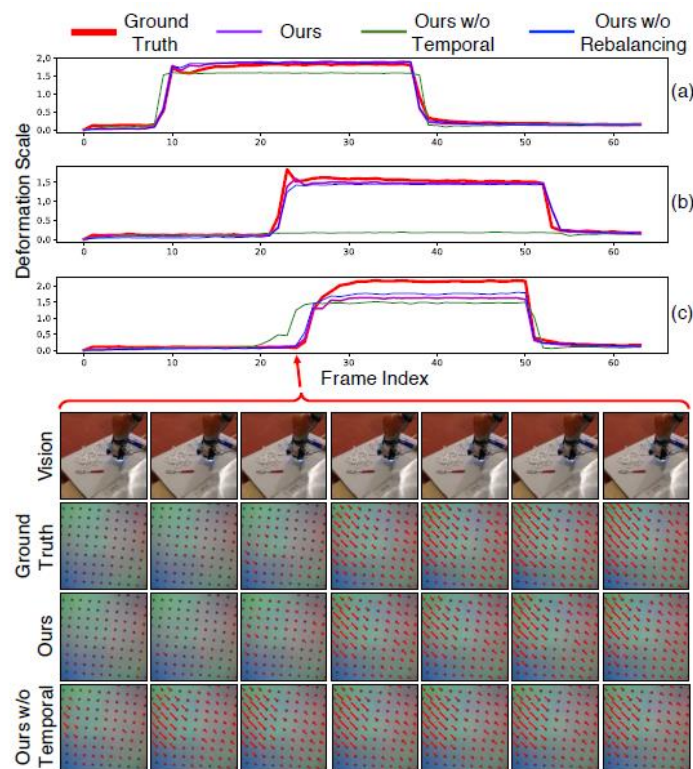 Ground Truth
Ours
Ours w/o Temporal
Ours w/o Rebalancing
2.0
1.5
1.0
0.5
0.0
0 10 20 30 40 50 60
(a)
1.5
1.0
0.5
0.0
0 10 20 30 40 50 60
(b)
2.0
1.5
1.0
0.5
0.0
0 10 20 30 40 50 60
(c)
Deformation Scale
Frame Index
Vision
Ground Truth
Ours
Ours w/o Temporal